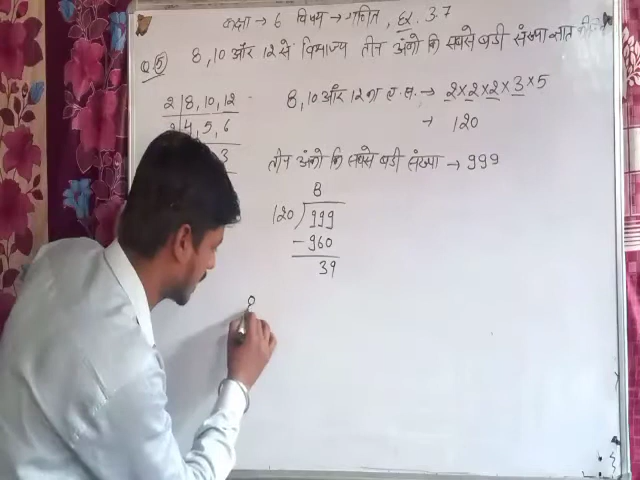 कक्षा → 6 विषय → गणित, Ex. 3.7
Q. 5 8, 10 और 12 से विभाज्य तीन अंको कि सबसे बडी संख्या ज्ञात
2 | 8, 10, 12
8, 10 और 12 का ल. स. → 2×2×2×3×5
4, 5, 6
→ 120
3
तीन अंको कि सबसे बडी संख्या → 999
8
120 ) 999
- 960
39